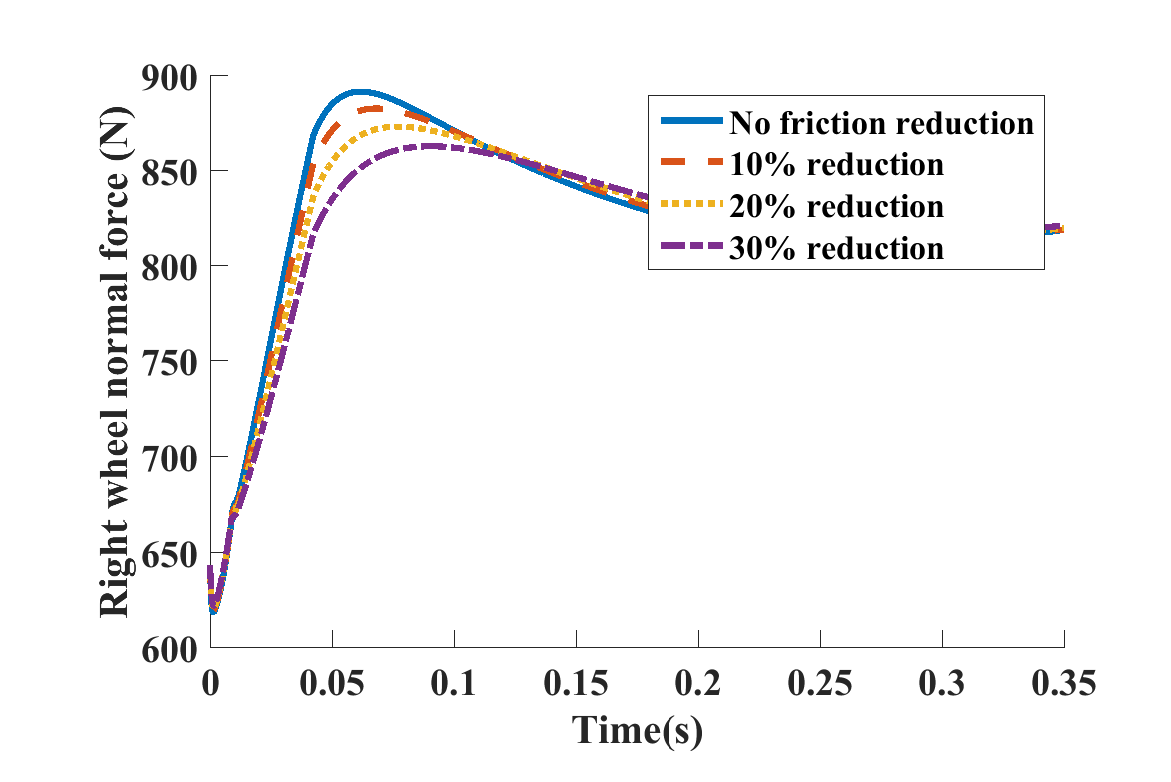 Right wheel normal force (N)
900
850
800
750
700
650
600
No friction reduction
10% reduction
20% reduction
30% reduction
0 0.05 0.1 0.15 0.2 0.25 0.3 0.35
Time(s)